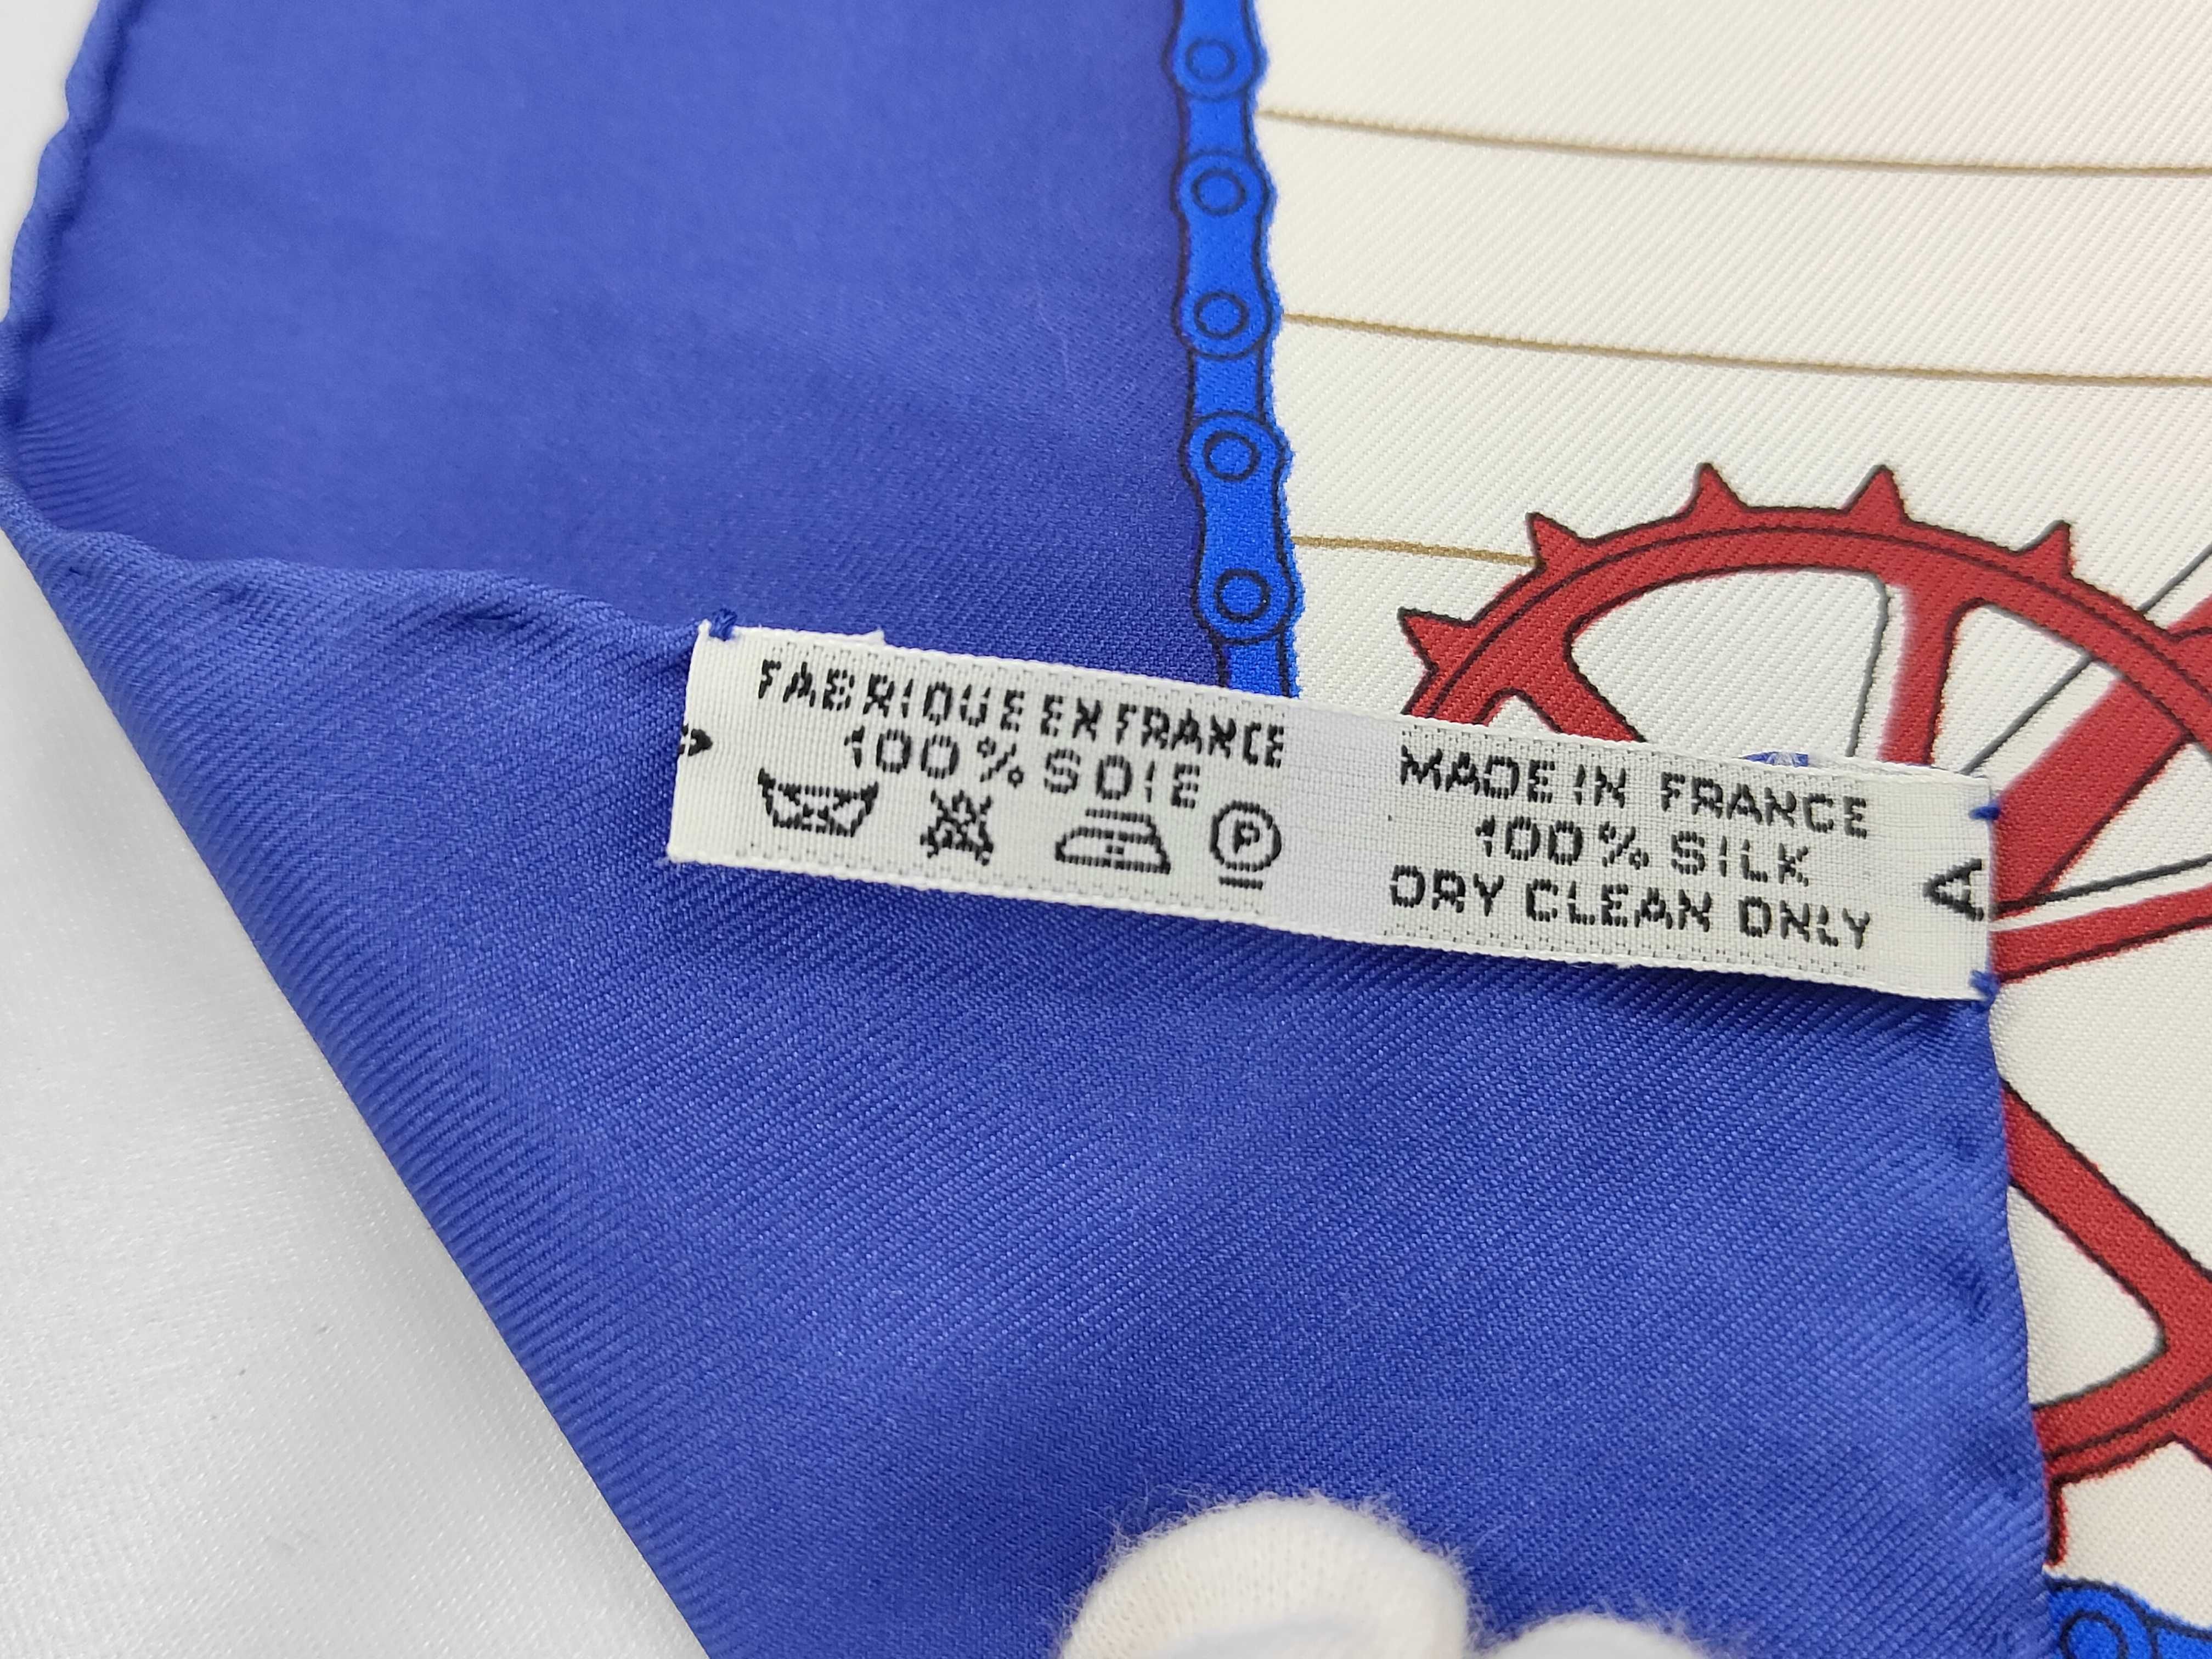 FABRIQUE EN FRANCE
100% SOIE
P
MADE IN FRANCE
100% SILK
DRY CLEAN ONLY
A